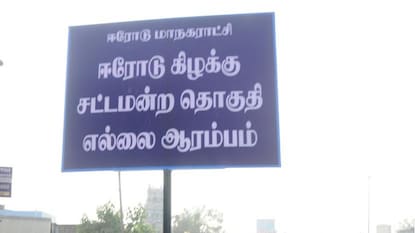 ஈரோடு மாநகராட்சி
ஈரோடு கிழக்கு
சட்டமன்ற தொகுதி
எல்லை ஆரம்பம்